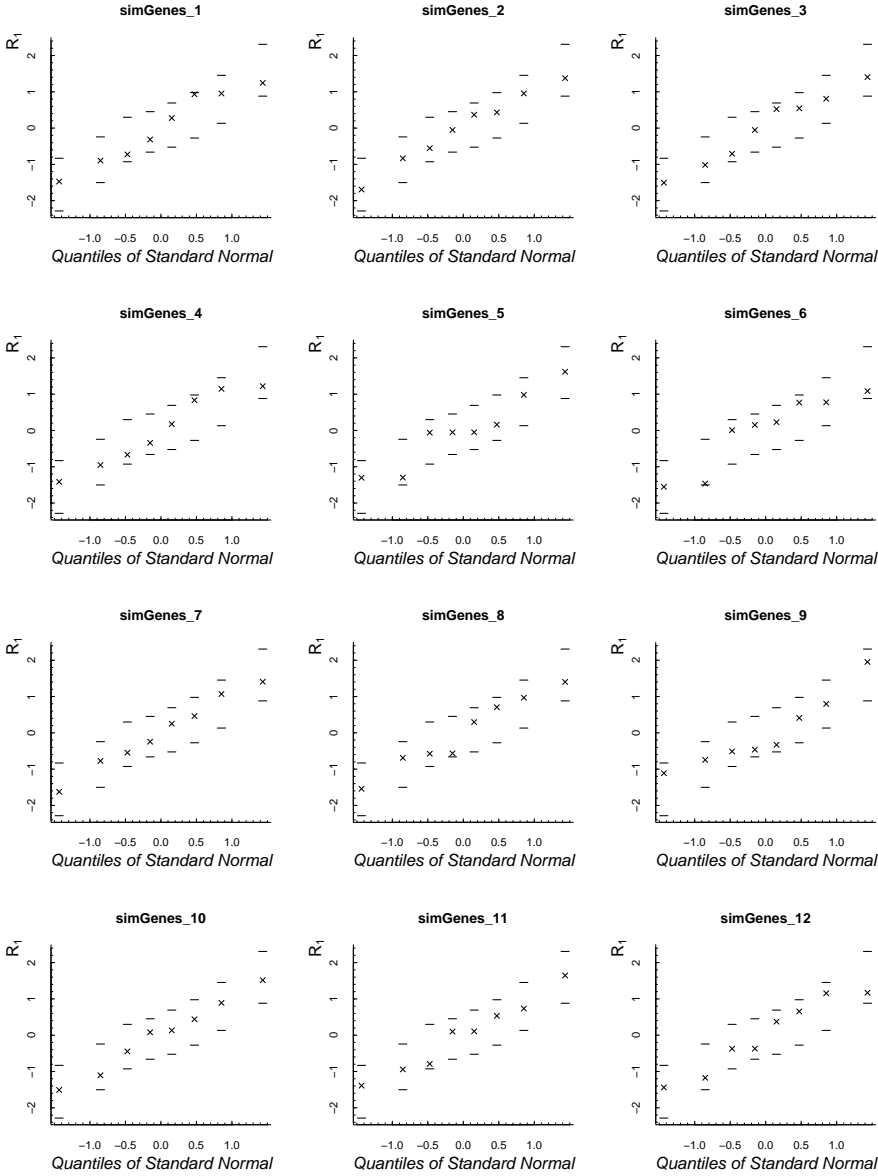 simGenes_1
simGenes_2
simGenes_3
R1
2
1
0
−1
−2
−1.0 −0.5 0.0 0.5 1.0
Quantiles of Standard Normal
R1
2
1
0
−1
−2
−1.0 −0.5 0.0 0.5 1.0
Quantiles of Standard Normal
R1
2
1
0
−1
−2
−1.0 −0.5 0.0 0.5 1.0
Quantiles of Standard Normal
simGenes_4
simGenes_5
simGenes_6
R1
2
1
0
−1
−2
−1.0 −0.5 0.0 0.5 1.0
Quantiles of Standard Normal
R1
2
1
0
−1
−2
−1.0 −0.5 0.0 0.5 1.0
Quantiles of Standard Normal
R1
2
1
0
−1
−2
−1.0 −0.5 0.0 0.5 1.0
Quantiles of Standard Normal
simGenes_7
simGenes_8
simGenes_9
R1
2
1
0
−1
−2
−1.0 −0.5 0.0 0.5 1.0
Quantiles of Standard Normal
R1
2
1
0
−1
−2
−1.0 −0.5 0.0 0.5 1.0
Quantiles of Standard Normal
R1
2
1
0
−1
−2
−1.0 −0.5 0.0 0.5 1.0
Quantiles of Standard Normal
simGenes_10
simGenes_11
simGenes_12
R1
2
1
0
−1
−2
−1.0 −0.5 0.0 0.5 1.0
Quantiles of Standard Normal
R1
2
1
0
−1
−2
−1.0 −0.5 0.0 0.5 1.0
Quantiles of Standard Normal
R1
2
1
0
−1
−2
−1.0 −0.5 0.0 0.5 1.0
Quantiles of Standard Normal